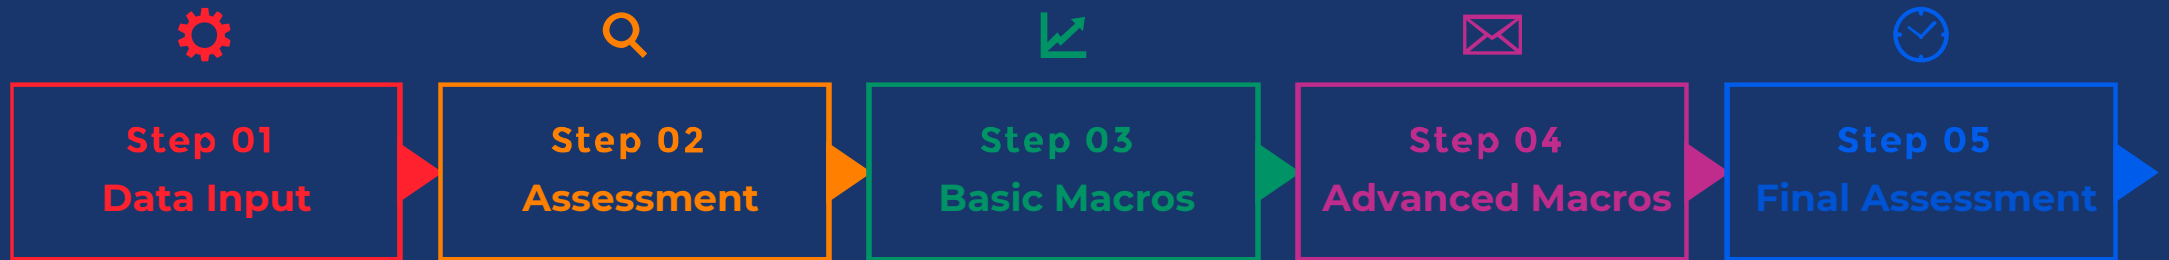 Step 01
Data Input
Step 02
Assessment
Step 03
Basic Macros
Step 04
Advanced Macros
Step 05
Final Assessment